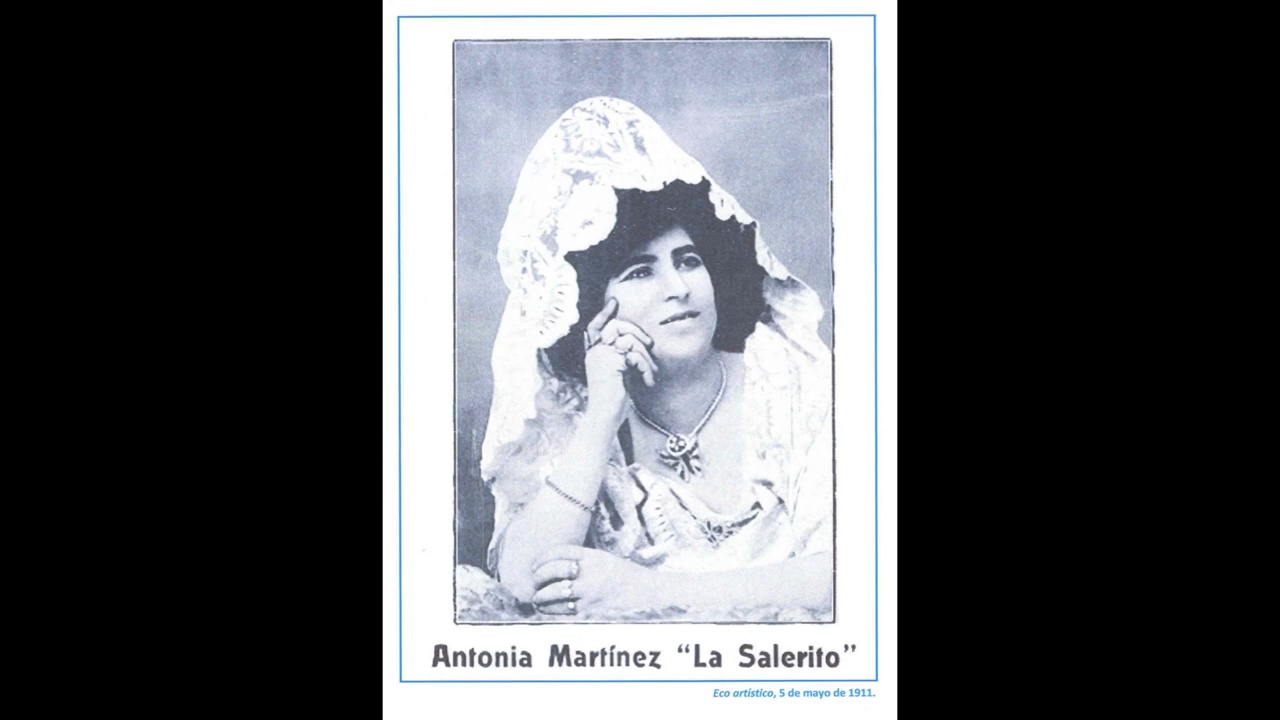 Antonia Martínez “La Salerito”
Eco artístico, 5 de mayo de 1911.